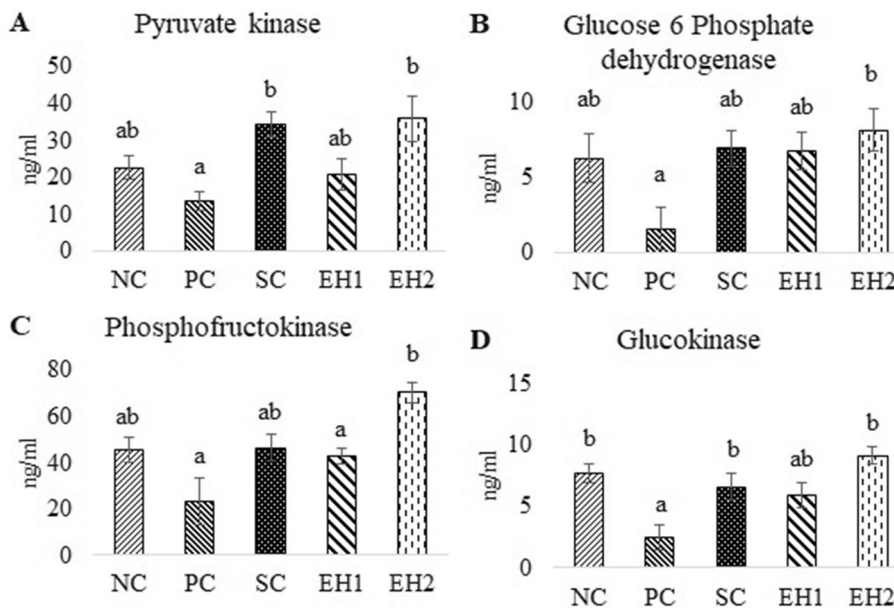 A
Pyruvate kinase
50
40
30
20
10
0
ng/ml
ab
a
b
ab
b
NC PC SC EH1 EH2
B
Glucose 6 Phosphate
dehydrogenase
10
5
0
ng/ml
ab
a
ab
ab
b
NC PC SC EH1 EH2
C
Phosphofructokinase
80
60
40
20
0
ng/ml
ab
a
ab
a
b
NC PC SC EH1 EH2
D
Glucokinase
15
10
5
0
ng/ml
b
a
b
ab
b
NC PC SC EH1 EH2